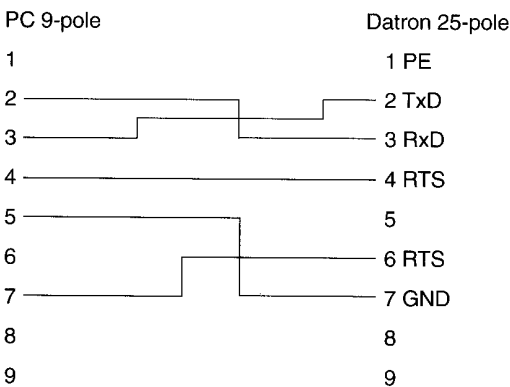 PC 9-pole Datron 25-pole
1 1 PE
2 2 TxD
3 3 RxD
4 4 RTS
5 5
6 6 RTS
7 7 GND
8 8
9 9